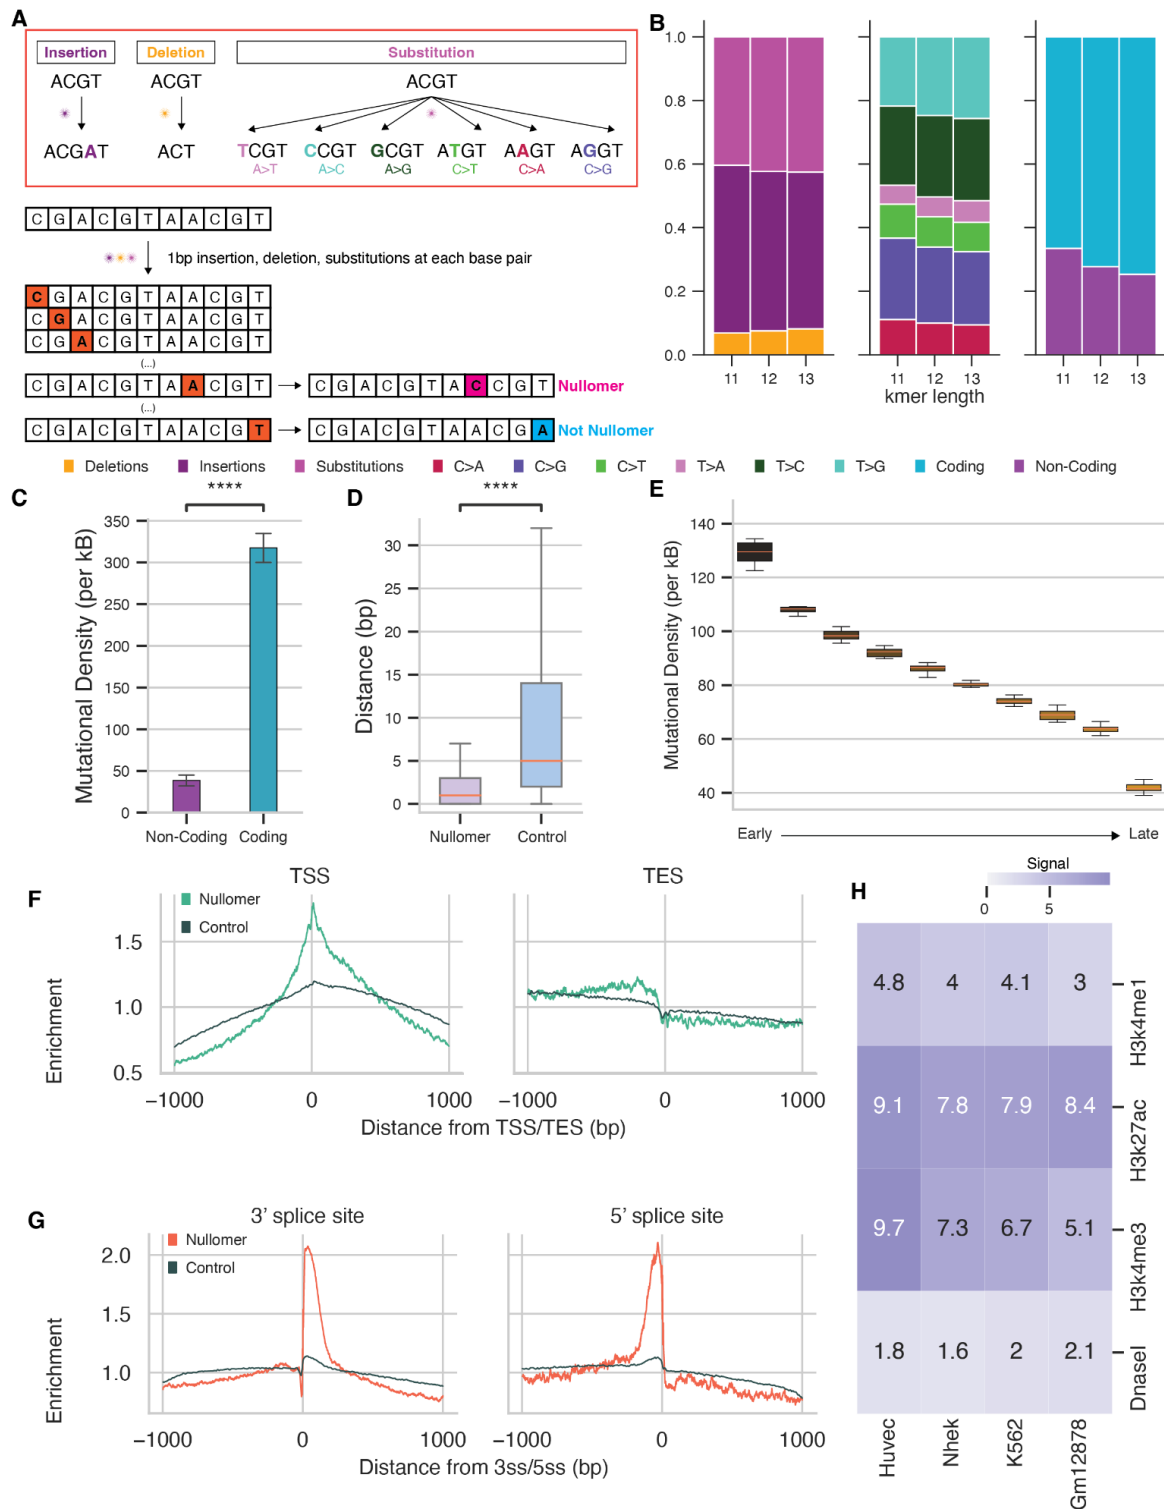 A
Insertion Deletion Substitution
ACGT ACGT ACGT
ACGAT ACT TCGT CCGT GCGT ATGT AAGT AGGT
A>T A>C A>G C>T C>A C>G
C G A C G T A A C G T
1bp insertion, deletion, substitutions at each base pair
C G A C G T A A C G T
C G A C G T A A C G T
C G A C G T A A C G T
(...)
C G A C G T A A C G T C G A C G T A C C G T Nullomer
(...)
C G A C G T A A C G T C G A C G T A A C G A Not Nullomer
B
1.0
0.8
0.6
0.4
0.2
0.0
11 12 13 11 12 13 11 12 13
kmer length
Deletions Insertions Substitutions C>A C>G C>T T>A T>C T>G Coding Non-Coding
C
****
Mutational Density (per kB)
350
300
250
200
150
100
50
0
Non-Coding Coding
D
****
Distance (bp)
30
25
20
15
10
5
0
Nullomer Control
E
Mutational Density (per kB)
140
120
100
80
60
40
Early Late
F
TSS TES
Nullomer
Control
Enrichment
1.5
1.0
0.5
−1000 0 1000 −1000 0 1000
Distance from TSS/TES (bp)
G
3' splice site 5' splice site
Nullomer
Control
Enrichment
2.0
1.5
1.0
−1000 0 1000 −1000 0 1000
Distance from 3ss/5ss (bp)
H
Signal
0 5
4.8 4 4.1 3 H3k4me1
9.1 7.8 7.9 8.4 H3k27ac
9.7 7.3 6.7 5.1 H3k4me3
1.8 1.6 2 2.1 DnaseI
Huvec Nhek K562 Gm12878